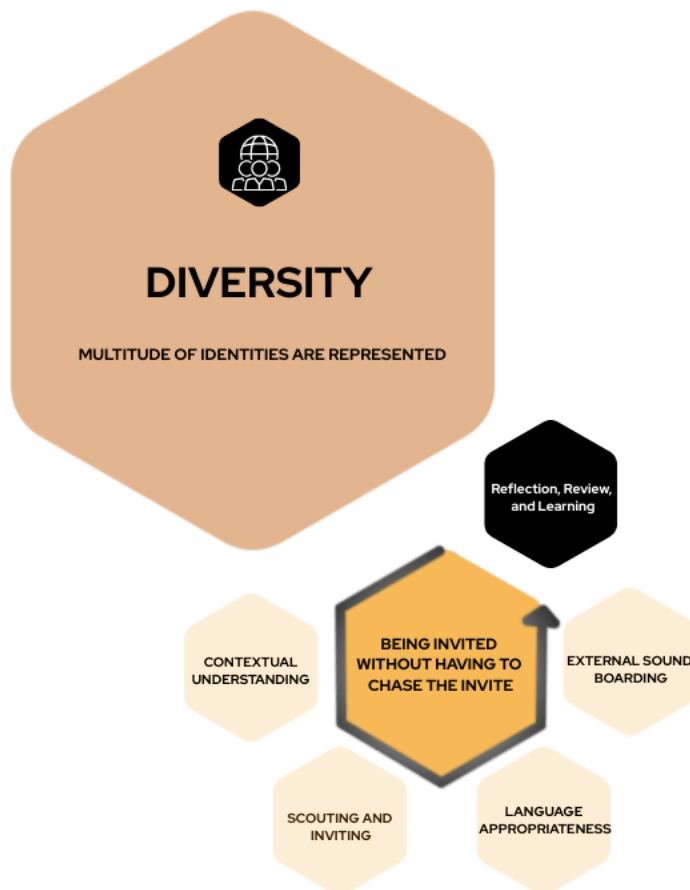 DIVERSITY
MULTITUDE OF IDENTITIES ARE REPRESENTED
Reflection, Review,
and Learning
BEING INVITED
WITHOUT HAVING TO
CHASE THE INVITE
CONTEXTUAL
UNDERSTANDING
EXTERNAL SOUND
BOARDING
SCOUTING AND
INVITING
LANGUAGE
APPROPRIATENESS